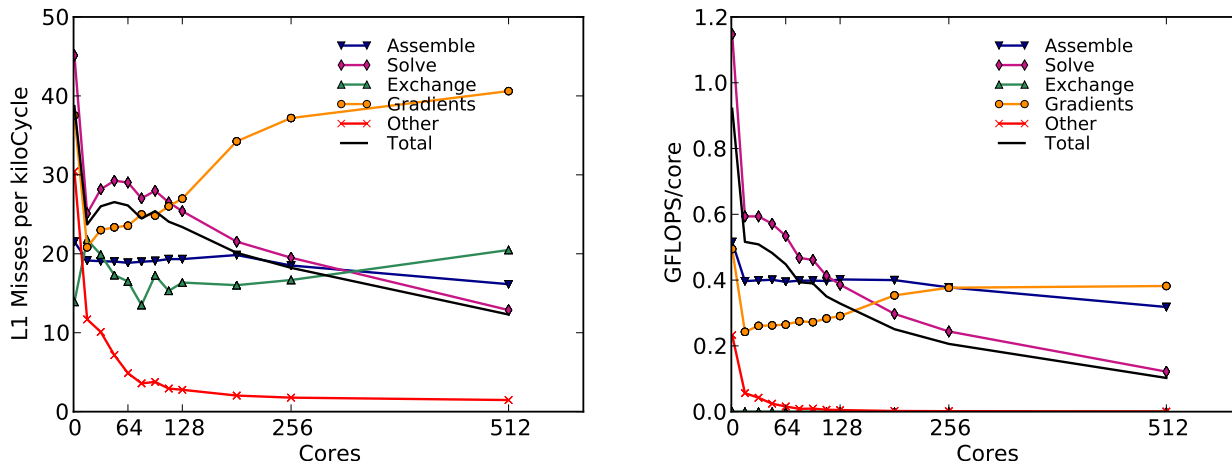 50
40
30
20
10
0
L1 Misses per kiloCycle
Assemble
Solve
Exchange
Gradients
Other
Total
0 64 128 256 512
Cores
1.2
1.0
0.8
0.6
0.4
0.2
0.0
GFLOPS/core
Assemble
Solve
Exchange
Gradients
Other
Total
0 64 128 256 512
Cores